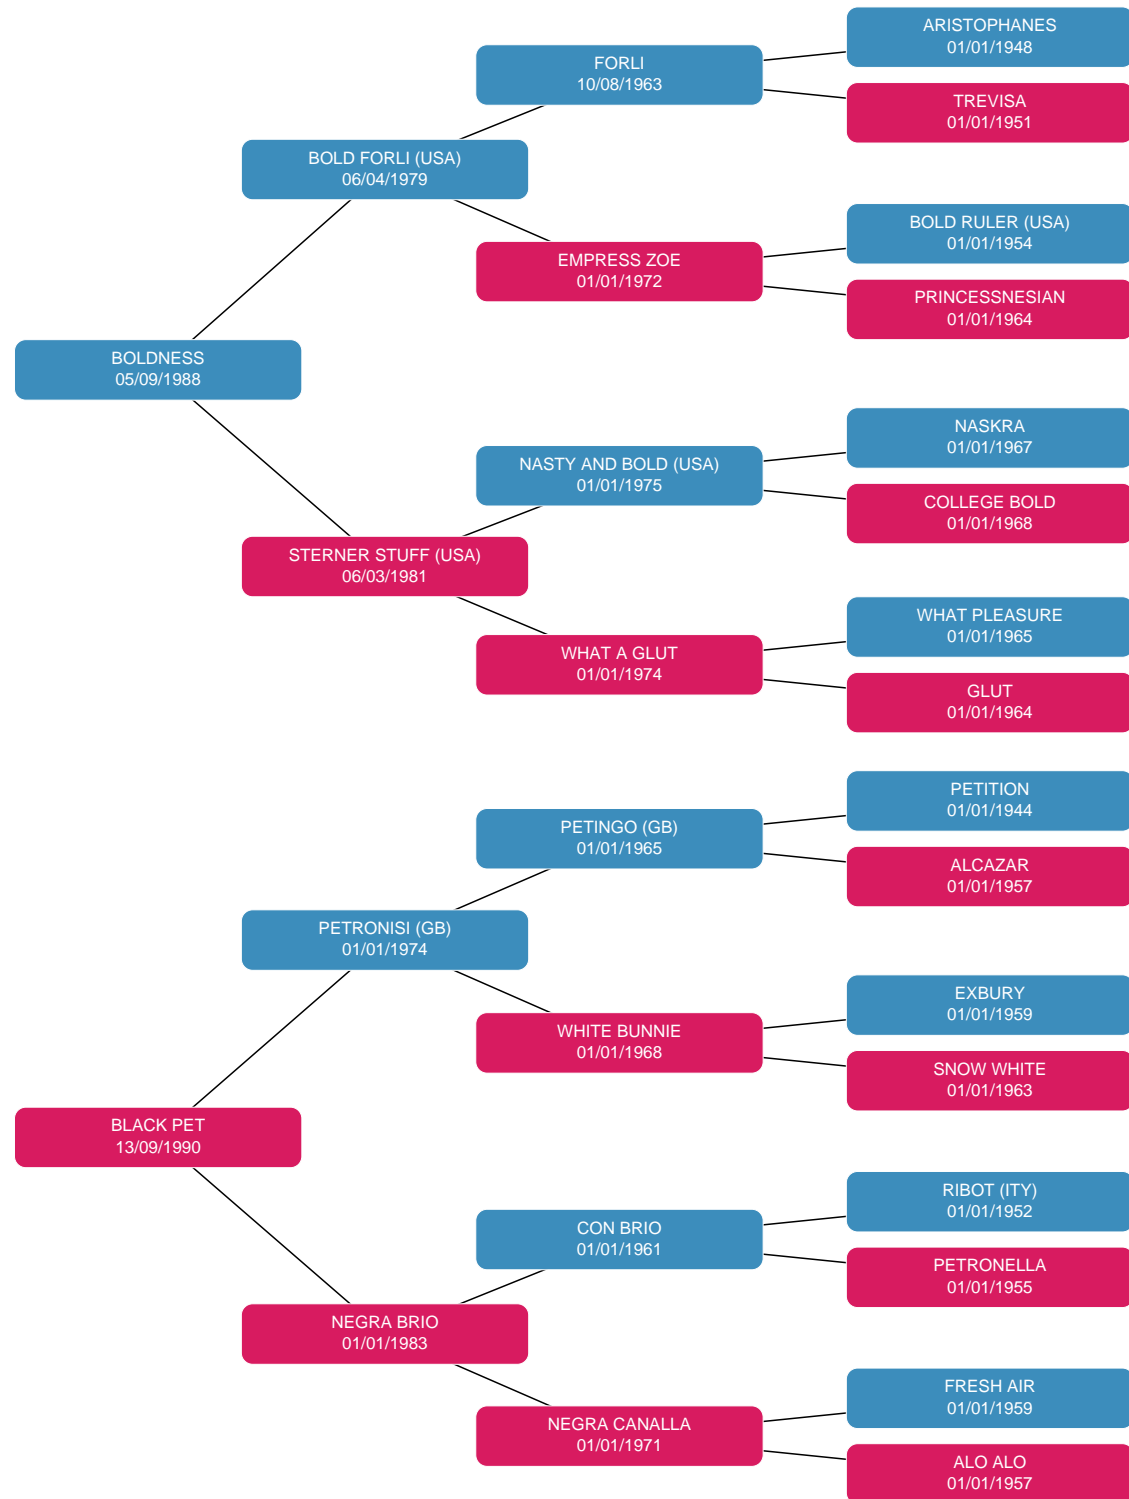 ARISTOPHANES
01/01/1948
FORLI
10/08/1963
TREVISA
01/01/1951
BOLD FORLI (USA)
06/04/1979
BOLD RULER (USA)
01/01/1954
EMPRESS ZOE
01/01/1972
PRINCESSNESIAN
01/01/1964
BOLDNESS
05/09/1988
NASKRA
01/01/1967
NASTY AND BOLD (USA)
01/01/1975
COLLEGE BOLD
01/01/1968
STERNER STUFF (USA)
06/03/1981
WHAT PLEASURE
01/01/1965
WHAT A GLUT
01/01/1974
GLUT
01/01/1964
PETITION
01/01/1944
PETINGO (GB)
01/01/1965
ALCAZAR
01/01/1957
PETRONISI (GB)
01/01/1974
EXBURY
01/01/1959
WHITE BUNNIE
01/01/1968
SNOW WHITE
01/01/1963
BLACK PET
13/09/1990
RIBOT (ITY)
01/01/1952
CON BRIO
01/01/1961
PETRONELLA
01/01/1955
NEGRA BRIO
01/01/1983
FRESH AIR
01/01/1959
NEGRA CANALLA
01/01/1971
ALO ALO
01/01/1957